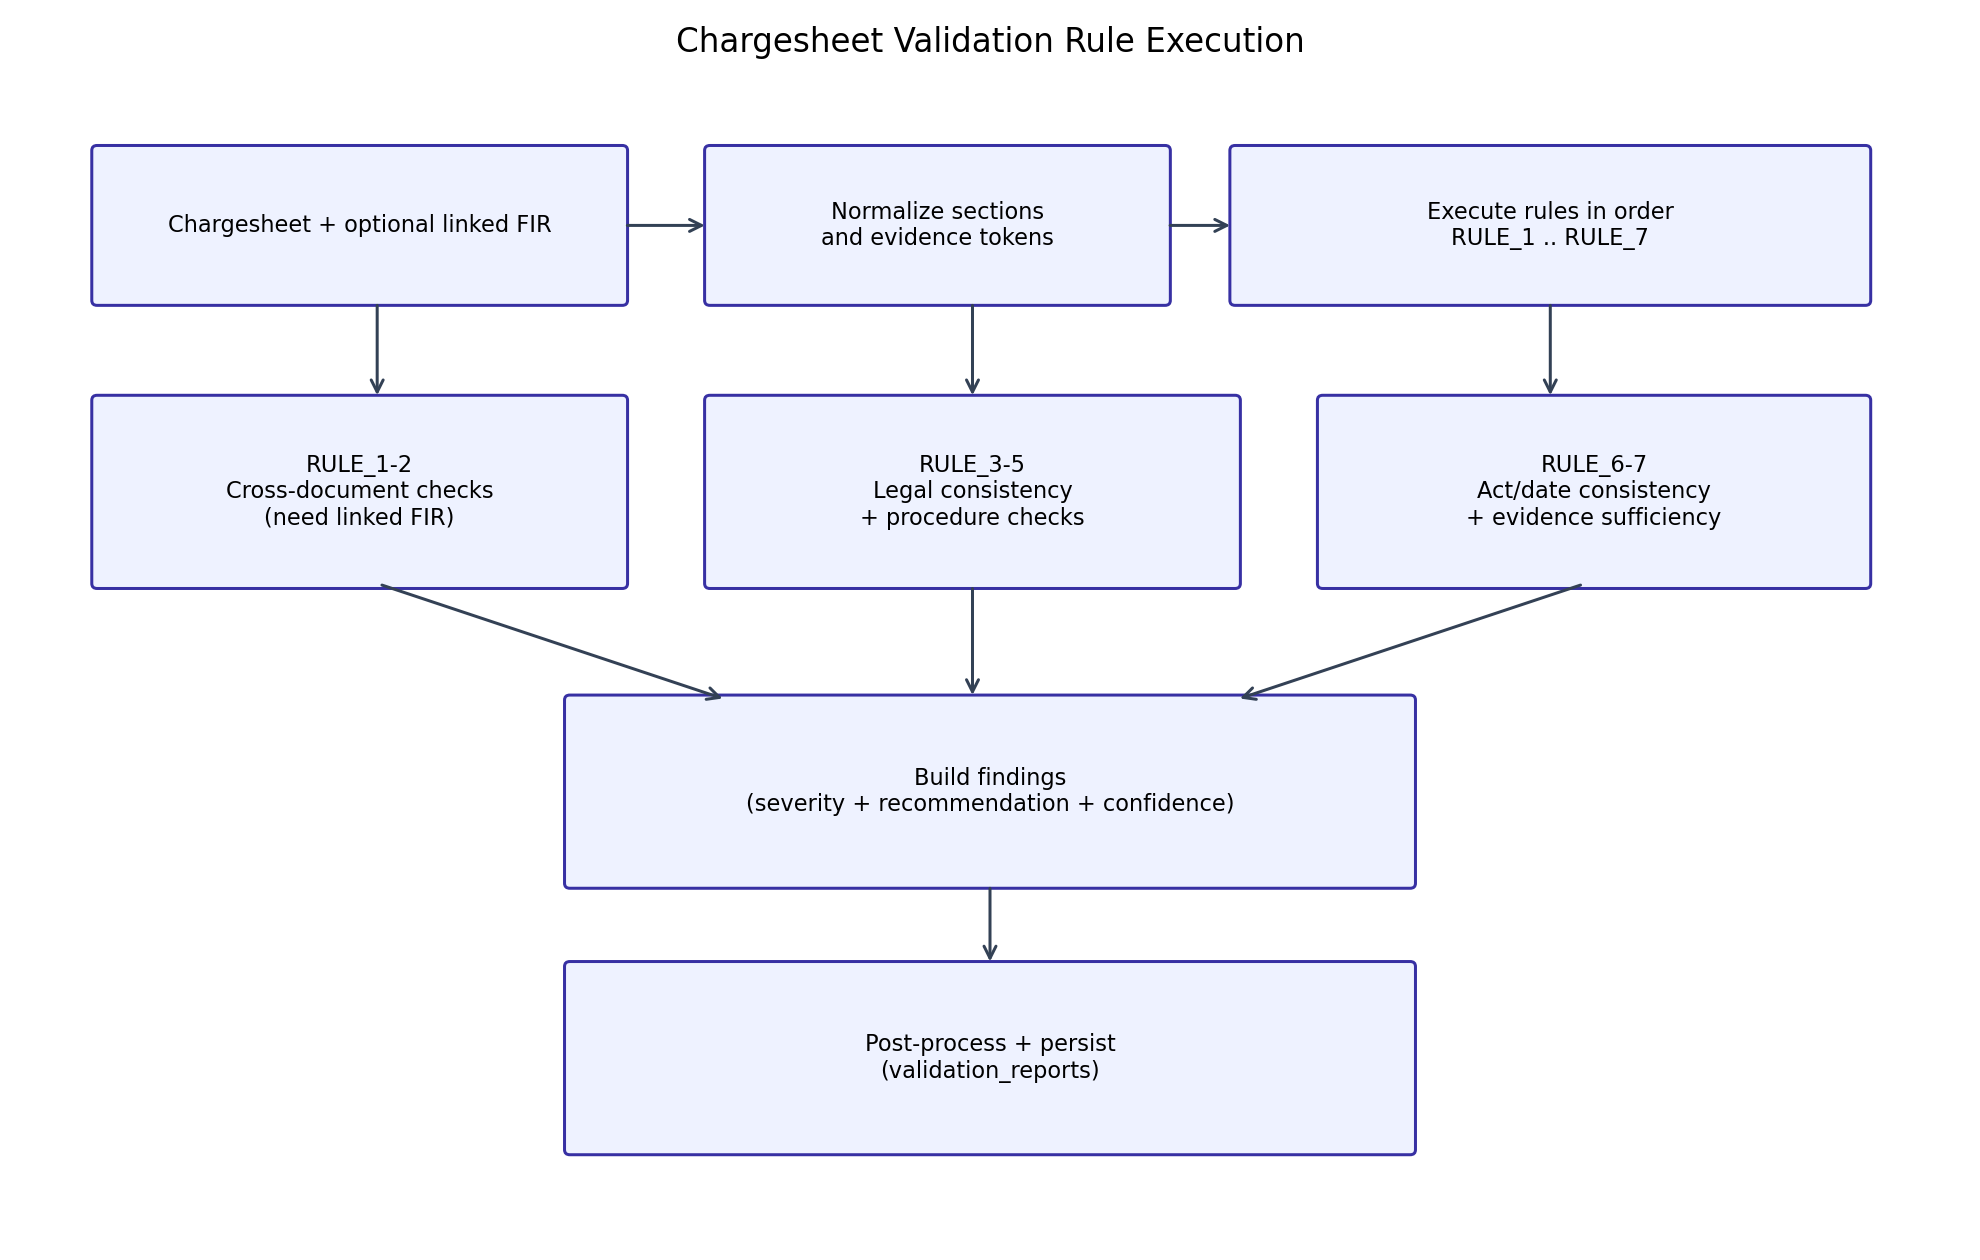 Chargesheet Validation Rule Execution
Chargesheet + optional linked FIR
Normalize sections
and evidence tokens
Execute rules in order
RULE_1 .. RULE_7
RULE_1-2
Cross-document checks
(need linked FIR)
RULE_3-5
Legal consistency
+ procedure checks
RULE_6-7
Act/date consistency
+ evidence sufficiency
Build findings
(severity + recommendation + confidence)
Post-process + persist
(validation_reports)